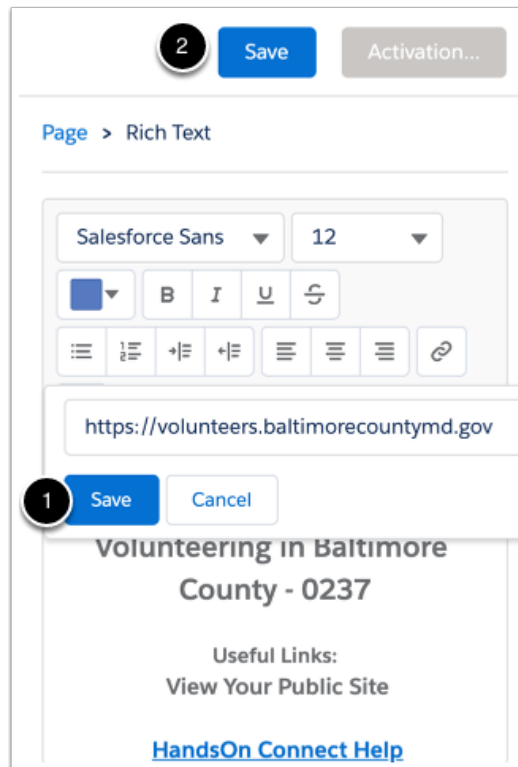 2 Save Activation...
Page > Rich Text
Salesforce Sans 12
B I U S
https://volunteers.baltimorecountymd.gov
1 Save Cancel
Volunteering in Baltimore
County - 0237
Useful Links:
View Your Public Site
HandsOn Connect Help